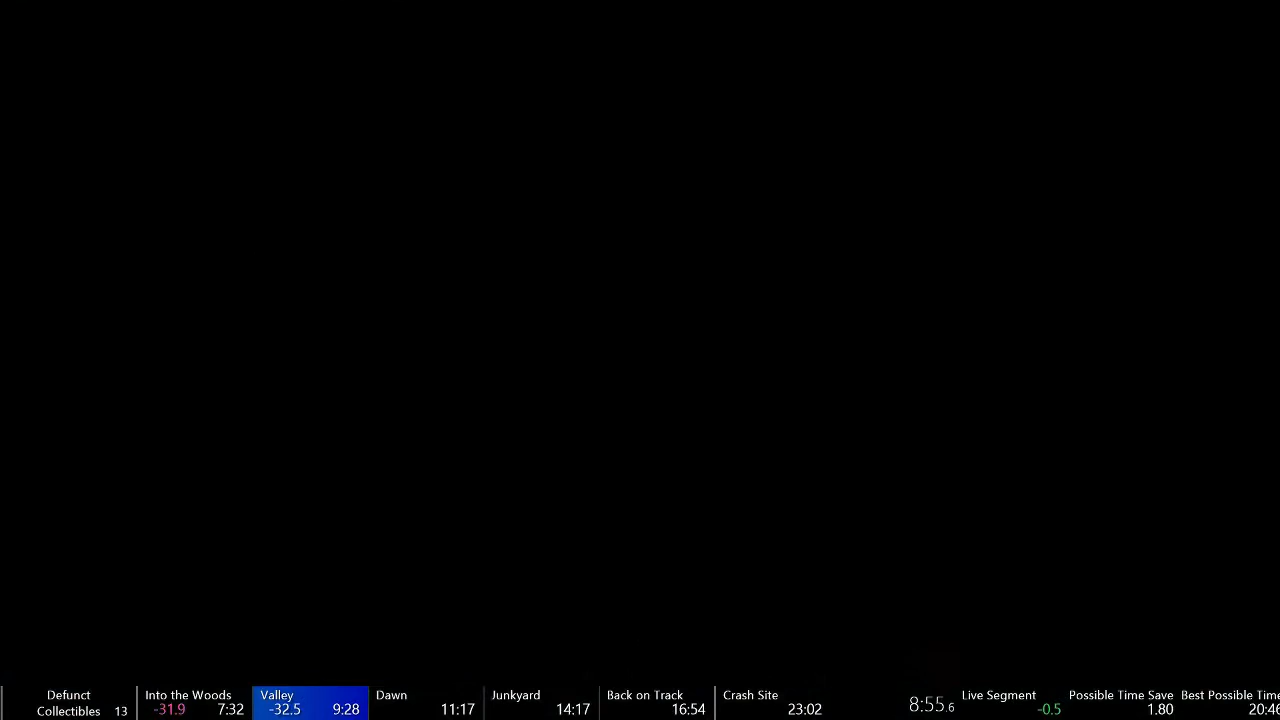 Defunct
Collectibles 13
Into the Woods
-31.9 7:32
Valley
-32.5 9:28
Dawn
11:17
Junkyard
14:17
Back on Track
16:54
Crash Site
23:02
8:55.6
Live Segment
-0.5
Possible Time Save
1.80
Best Possible Time
20:46